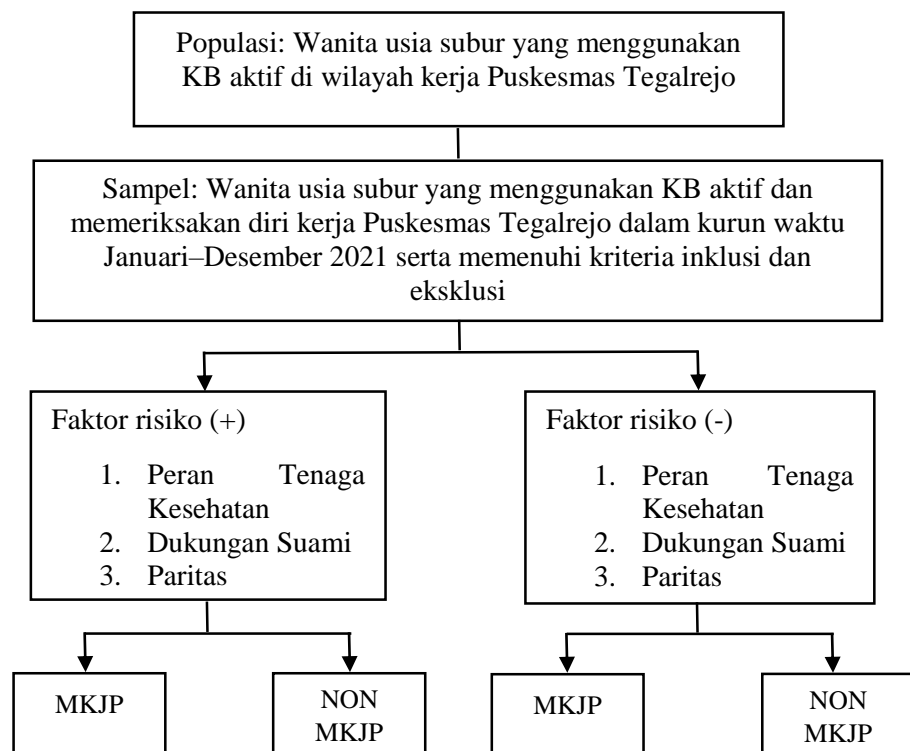 Populasi: Wanita usia subur yang menggunakan
KB aktif di wilayah kerja Puskesmas Tegalrejo
Sampel: Wanita usia subur yang menggunakan KB aktif dan
memeriksakan diri kerja Puskesmas Tegalrejo dalam kurun waktu
Januari–Desember 2021 serta memenuhi kriteria inklusi dan
eksklusi
Faktor risiko (+)
1. Peran Tenaga
Kesehatan
2. Dukungan Suami
3. Paritas
Faktor risiko (-)
1. Peran Tenaga
Kesehatan
2. Dukungan Suami
3. Paritas
MKJP
NON
MKJP
MKJP
NON
MKJP